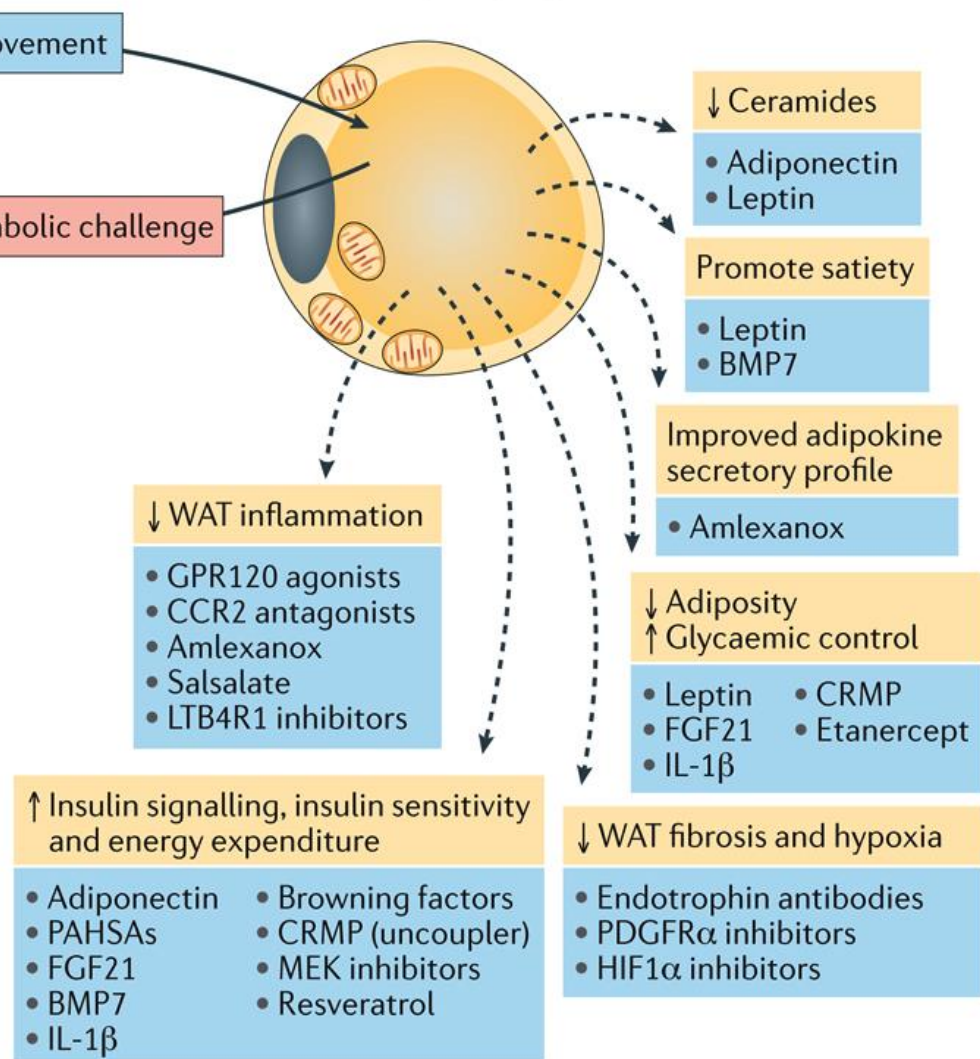 ovement
abolic challenge
↓ Ceramides
• Adiponectin
• Leptin
Promote satiety
• Leptin
• BMP7
Improved adipokine
secretory profile
• Amlexanox
↓ Adiposity
↑ Glycaemic control
• Leptin
• FGF21
• IL-1β
• CRMP
• Etanercept
↓ WAT inflammation
• GPR120 agonists
• CCR2 antagonists
• Amlexanox
• Salsalate
• LTB4R1 inhibitors
↑ Insulin signalling, insulin sensitivity
and energy expenditure
• Adiponectin
• PAHSAs
• FGF21
• BMP7
• IL-1β
• Browning factors
• CRMP (uncoupler)
• MEK inhibitors
• Resveratrol
↓ WAT fibrosis and hypoxia
• Endotrophin antibodies
• PDGFRα inhibitors
• HIF1α inhibitors